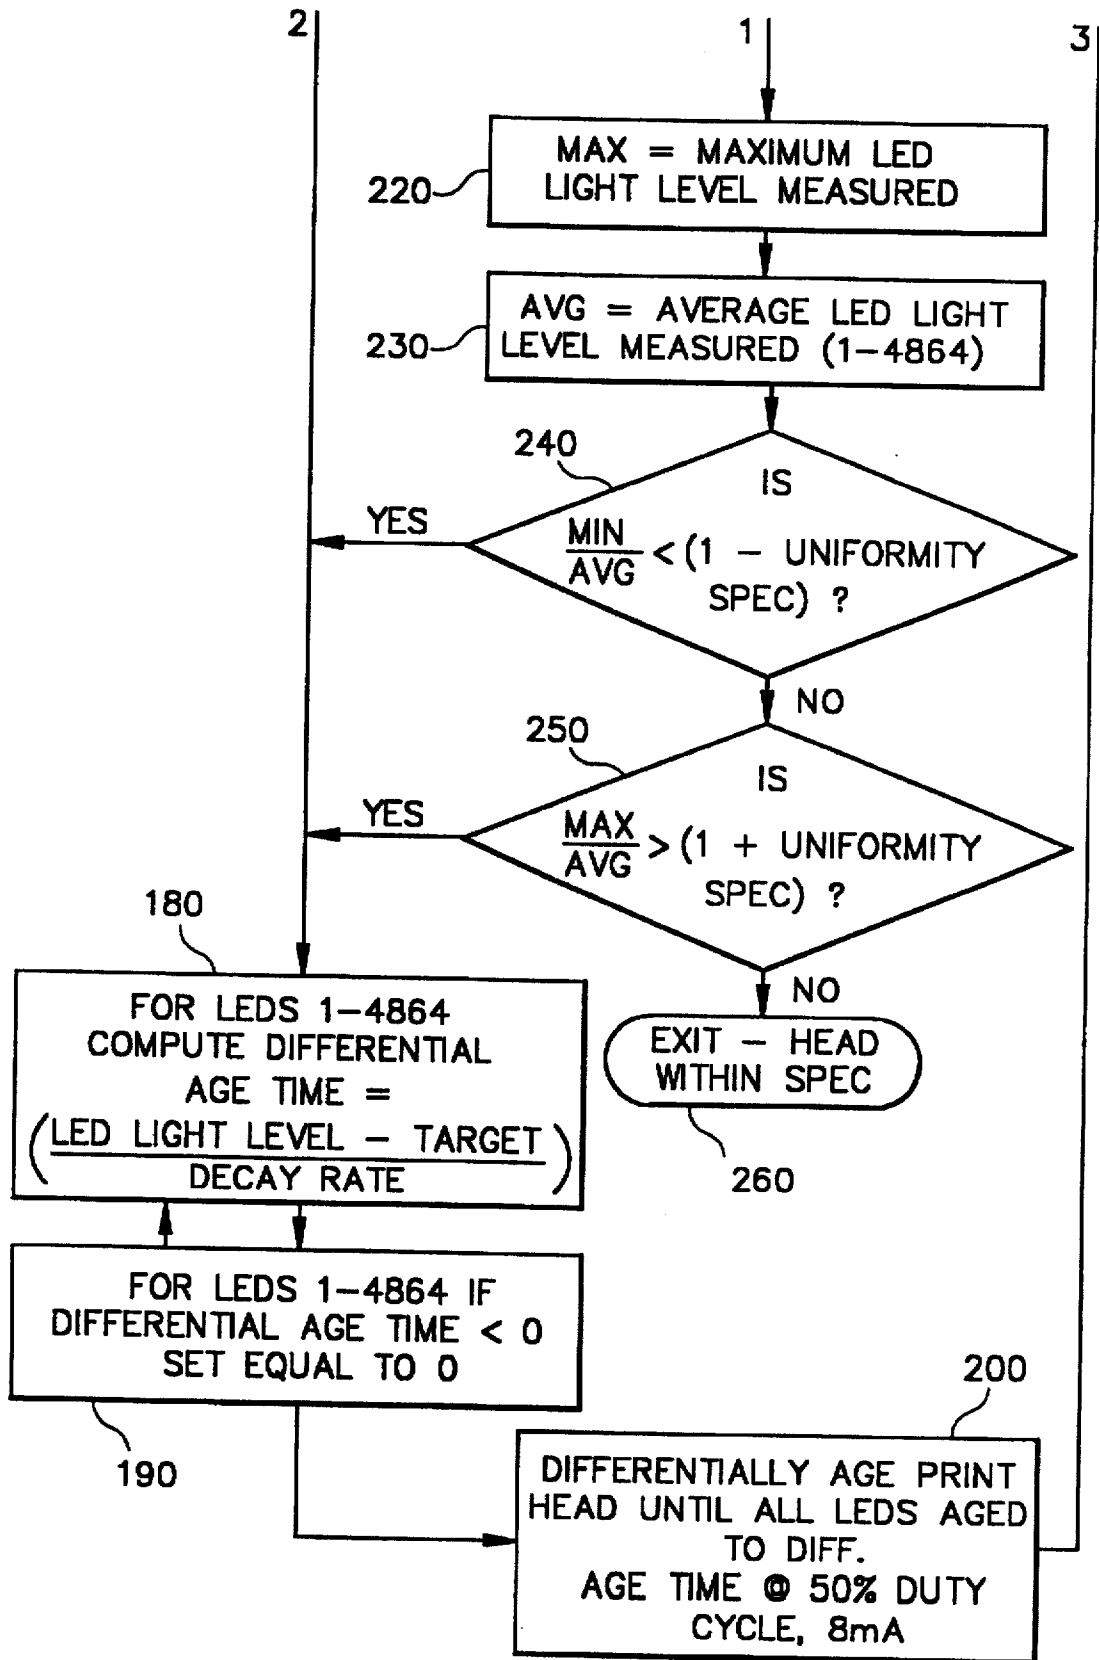 2
1
3
MAX = MAXIMUM LED
LIGHT LEVEL MEASURED
220
AVG = AVERAGE LED LIGHT
LEVEL MEASURED (1-4864)
230
240
IS
MIN
AVG
< (1 - UNIFORMITY
SPEC) ?
YES
NO
250
IS
MAX
AVG
> (1 + UNIFORMITY
SPEC) ?
YES
NO
180
FOR LEDS 1-4864
COMPUTE DIFFERENTIAL
AGE TIME =
(LED LIGHT LEVEL - TARGET
DECAY RATE)
EXIT - HEAD
WITHIN SPEC
260
FOR LEDS 1-4864 IF
DIFFERENTIAL AGE TIME < 0
SET EQUAL TO 0
190
200
DIFFERENTIALLY AGE PRINT
HEAD UNTIL ALL LEDS AGED
TO DIFF.
AGE TIME @ 50% DUTY
CYCLE, 8mA